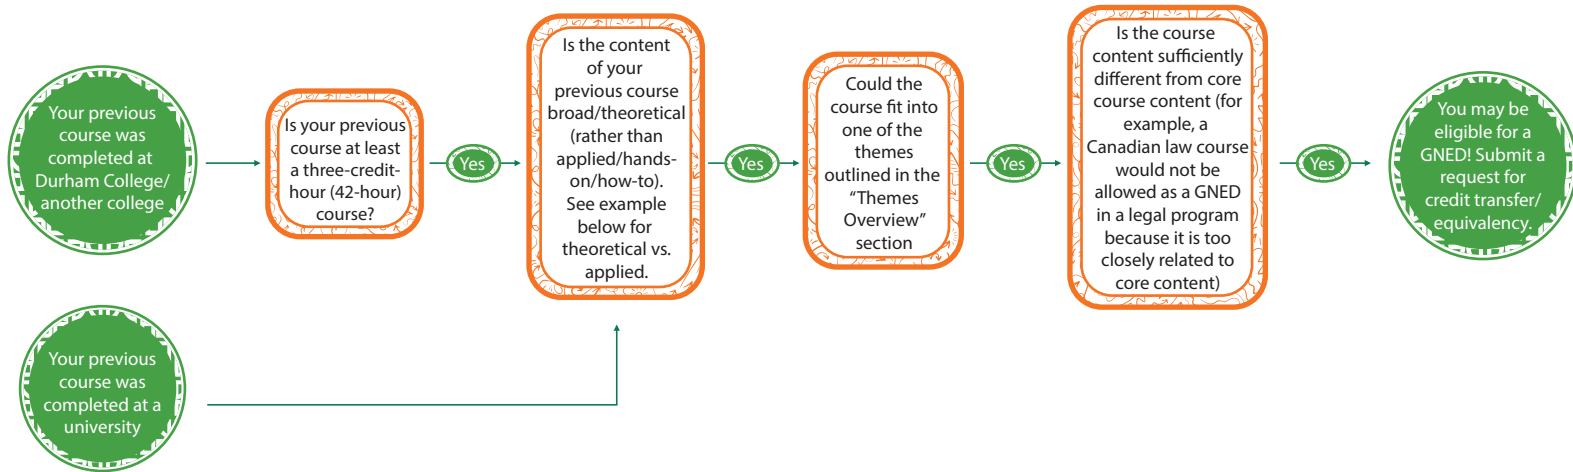 Your previous
course was
completed at
Durham College/
another college
Is your previous
course at least
a three-credit-
hour (42-hour)
course?
Yes
Is the content
of your
previous course
broad/theoretical
(rather than
applied/hands-
on/how-to).
See example
below for
theoretical vs.
applied.
Yes
Could the
course fit into
one of the
themes
outlined in the
“Themes
Overview”
section
Yes
Is the course
content sufficiently
different from core
course content (for
example, a
Canadian law course
would not be
allowed as a GNED
in a legal program
because it is too
closely related to
core content)
Yes
You may be
eligible for a
GNED! Submit a
request for
credit transfer/
equivalency.
Your previous
course was
completed at a
university